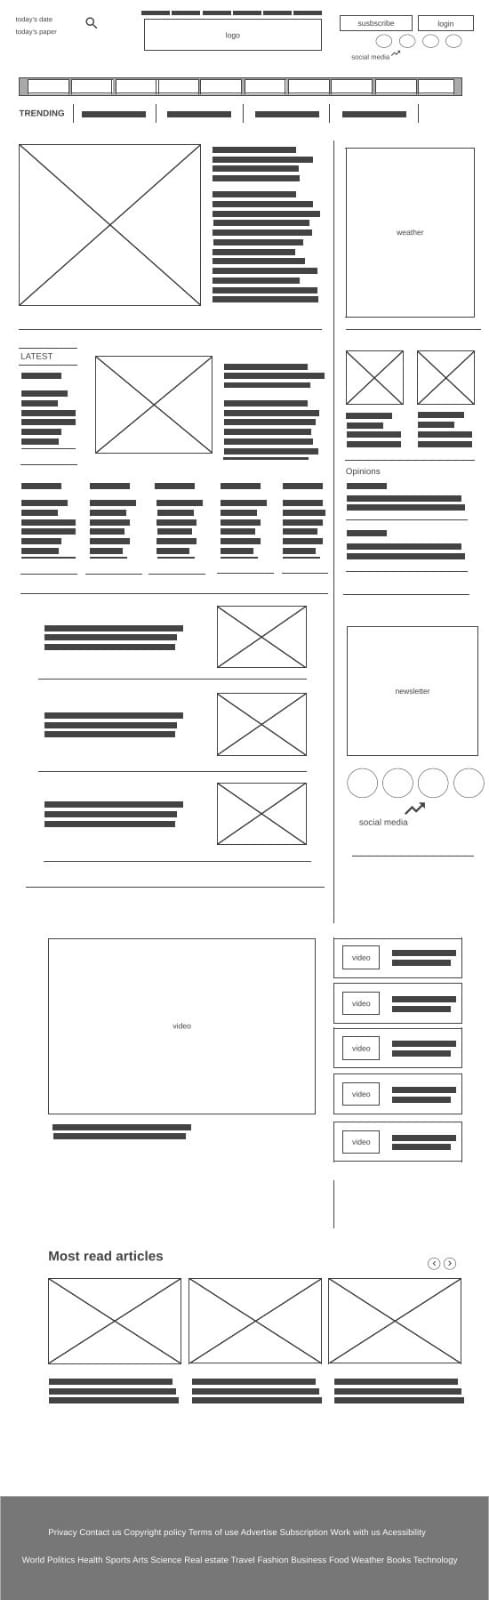 today's date
today's paper
logo
susbscribe
login
social media
TRENDING
weather
LATEST
Opinions
newsletter
social media
video
video
video
video
video
video
Most read articles
Privacy Contact us Copyright policy Terms of use Advertise Subscription Work with us Acessibility
World Politics Health Sports Arts Science Real estate Travel Fashion Business Food Weather Books Technology